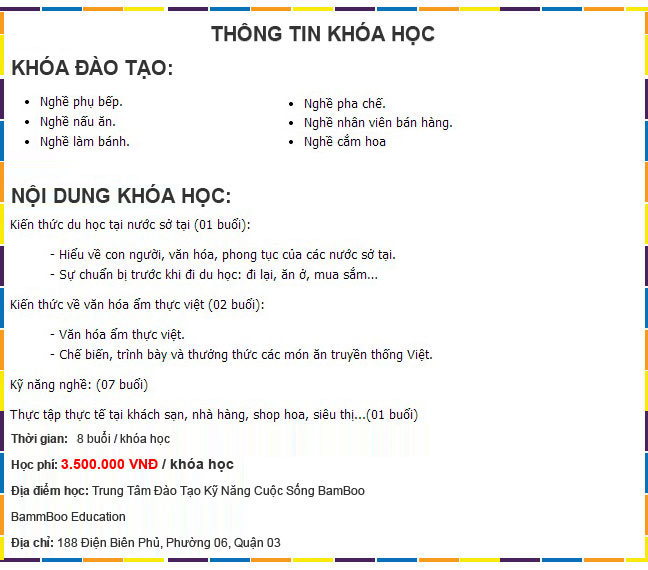 THÔNG TIN KHÓA HỌC
KHÓA ĐÀO TẠO:
• Nghề phụ bếp.
• Nghề nấu ăn.
• Nghề làm bánh.
• Nghề pha chế.
• Nghề nhân viên bán hàng.
• Nghề cắm hoa
NỘI DUNG KHÓA HỌC:
Kiến thức du học tại nước sở tại (01 buổi):
- Hiểu về con người, văn hóa, phong tục của các nước sở tại.
- Sự chuẩn bị trước khi đi du học: đi lại, ăn ở, mua sắm...
Kiến thức về văn hóa ẩm thực việt (02 buổi):
- Văn hóa ẩm thực việt.
- Chế biến, trình bày và thưởng thức các món ăn truyền thống Việt.
Kỹ năng nghề: (07 buổi)
Thực tập thực tế tại khách sạn, nhà hàng, shop hoa, siêu thị...(01 buổi)
Thời gian: 8 buổi / khóa học
Học phí: 3.500.000 VNĐ / khóa học
Địa điểm học: Trung Tâm Đào Tạo Kỹ Năng Cuộc Sống BamBoo
BammBoo Education
Địa chỉ: 188 Điện Biên Phủ, Phường 06, Quận 03